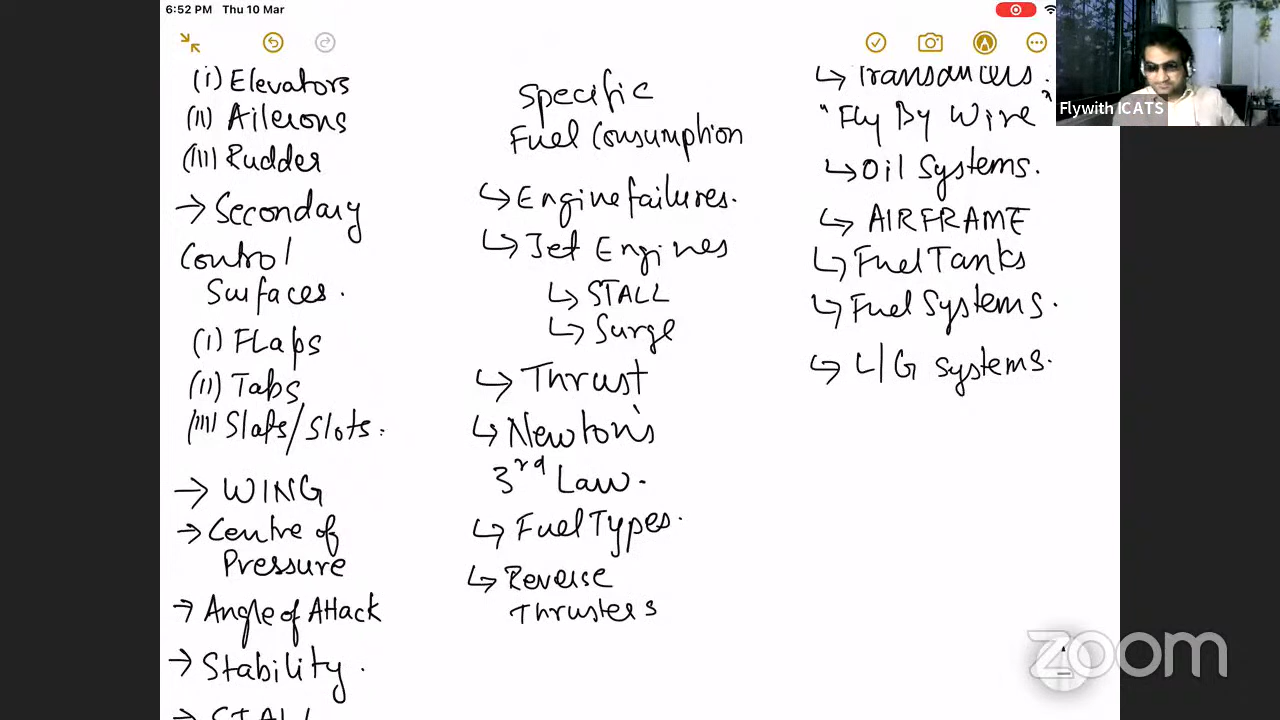 6:52 PM Thu 10 Mar
(i) Elevators
(ii) Ailerons
(iii) Rudder
→ Secondary
Control
Surfaces.
(i) Flaps
(ii) Tabs
(iii) Slats/Slots.
→ WING
→ Centre of
Pressure
→ Angle of Attack
→ Stability.
→ STALL
Specific
Fuel Consumption
↳ Engine failures.
↳ Jet Engines
↳ STALL
↳ Surge
↳ Thrust
↳ Newton's
3rd Law.
↳ Fuel Types.
↳ Reverse
Thrusters
↳ Transducers.
"Fly By Wire"
↳ Oil Systems.
↳ AIRFRAME
↳ Fuel Tanks
↳ Fuel Systems.
↳ L/G systems.
Flywith ICATS
zoom